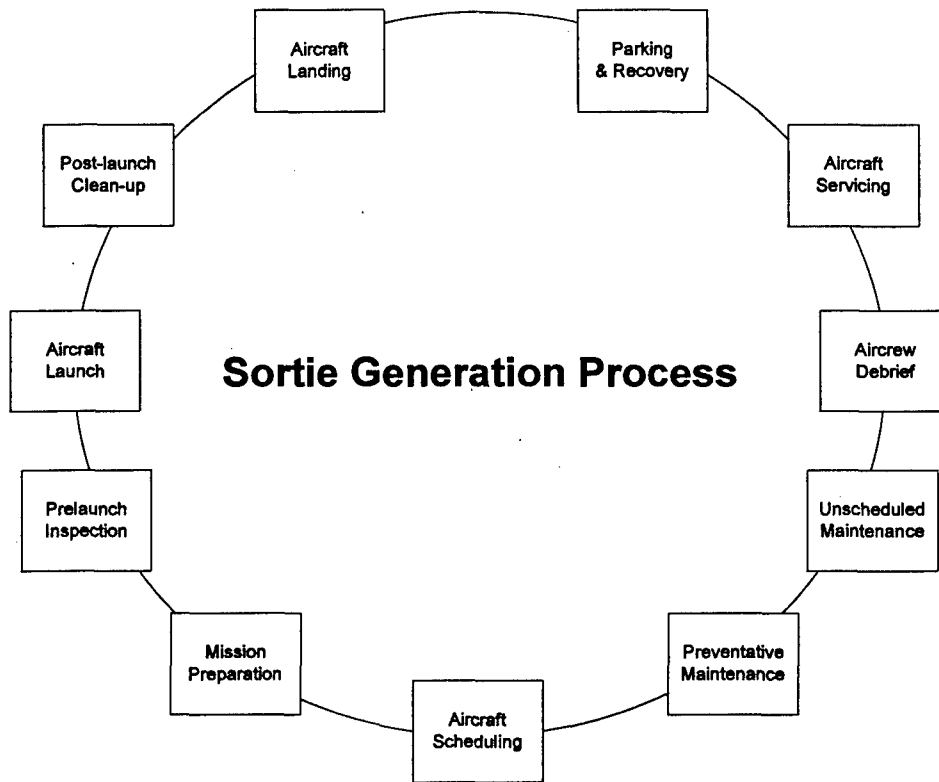 Aircraft
Landing
Parking
& Recovery
Post-launch
Clean-up
Aircraft
Servicing
Aircraft
Launch
Sortie Generation Process
Aircrew
Debrief
Prelaunch
Inspection
Unscheduled
Maintenance
Mission
Preparation
Preventative
Maintenance
Aircraft
Scheduling